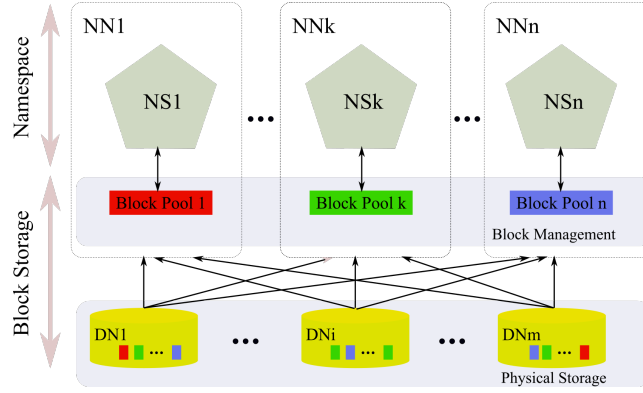 NN1
NNk
NNn
Namespace
NS1
NSk
NSn
...
...
Block Storage
Block Pool 1
Block Pool k
Block Pool n
Block Management
DN1
DNi
DNm
...
...
...
...
...
Physical Storage